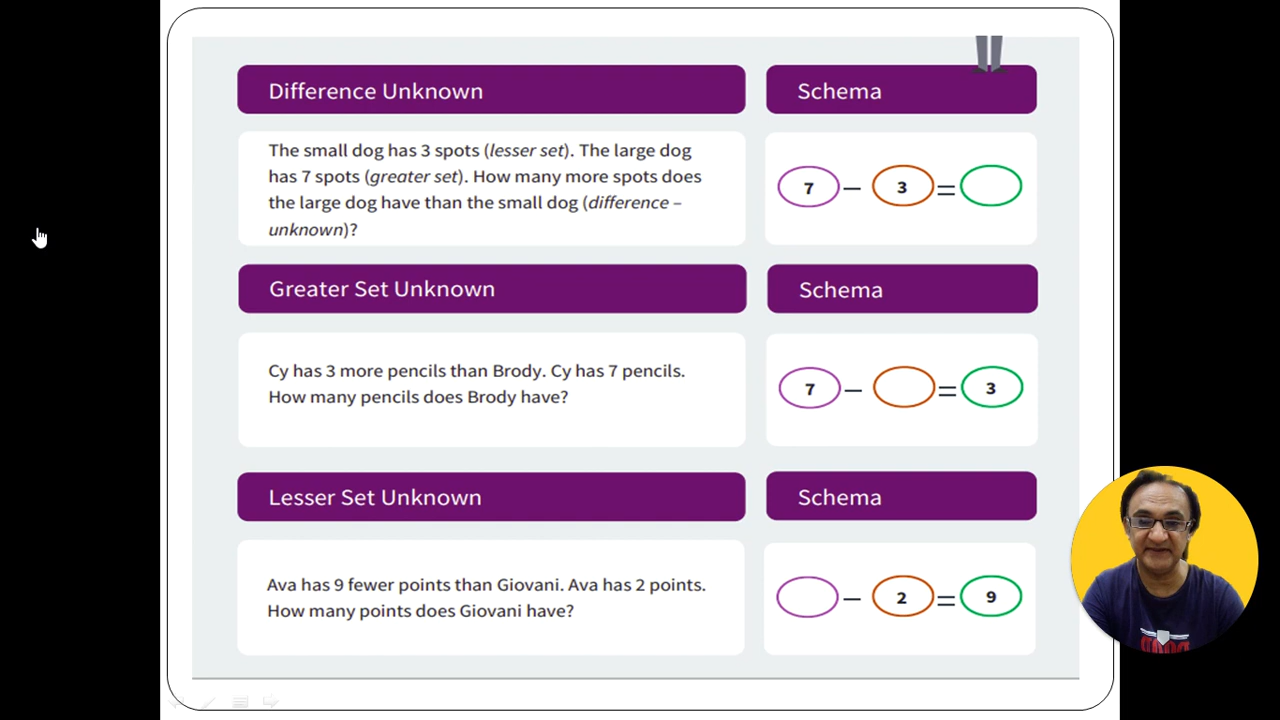 Difference Unknown
Schema
The small dog has 3 spots (lesser set). The large dog
has 7 spots (greater set). How many more spots does
the large dog have than the small dog (difference –
unknown)?
7 – 3 =
Greater Set Unknown
Schema
Cy has 3 more pencils than Brody. Cy has 7 pencils.
How many pencils does Brody have?
7 – = 3
Lesser Set Unknown
Schema
Ava has 9 fewer points than Giovani. Ava has 2 points.
How many points does Giovani have?
– 2 = 9